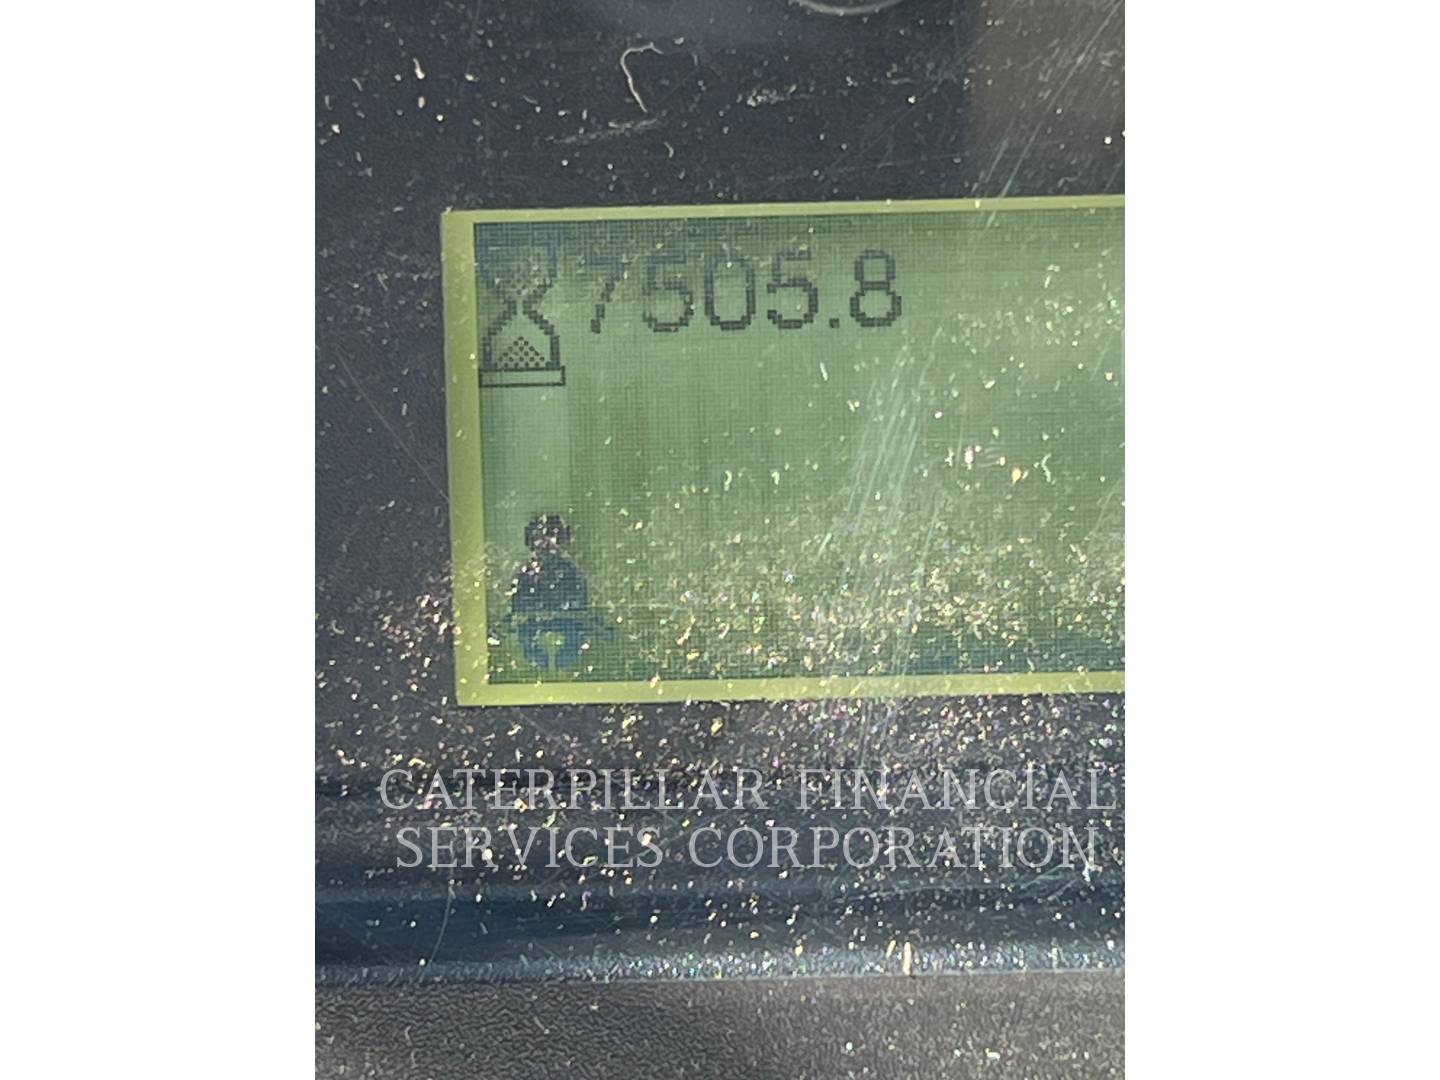 7505.8
CATERPILLAR FINANCIAL
SERVICES CORPORATION